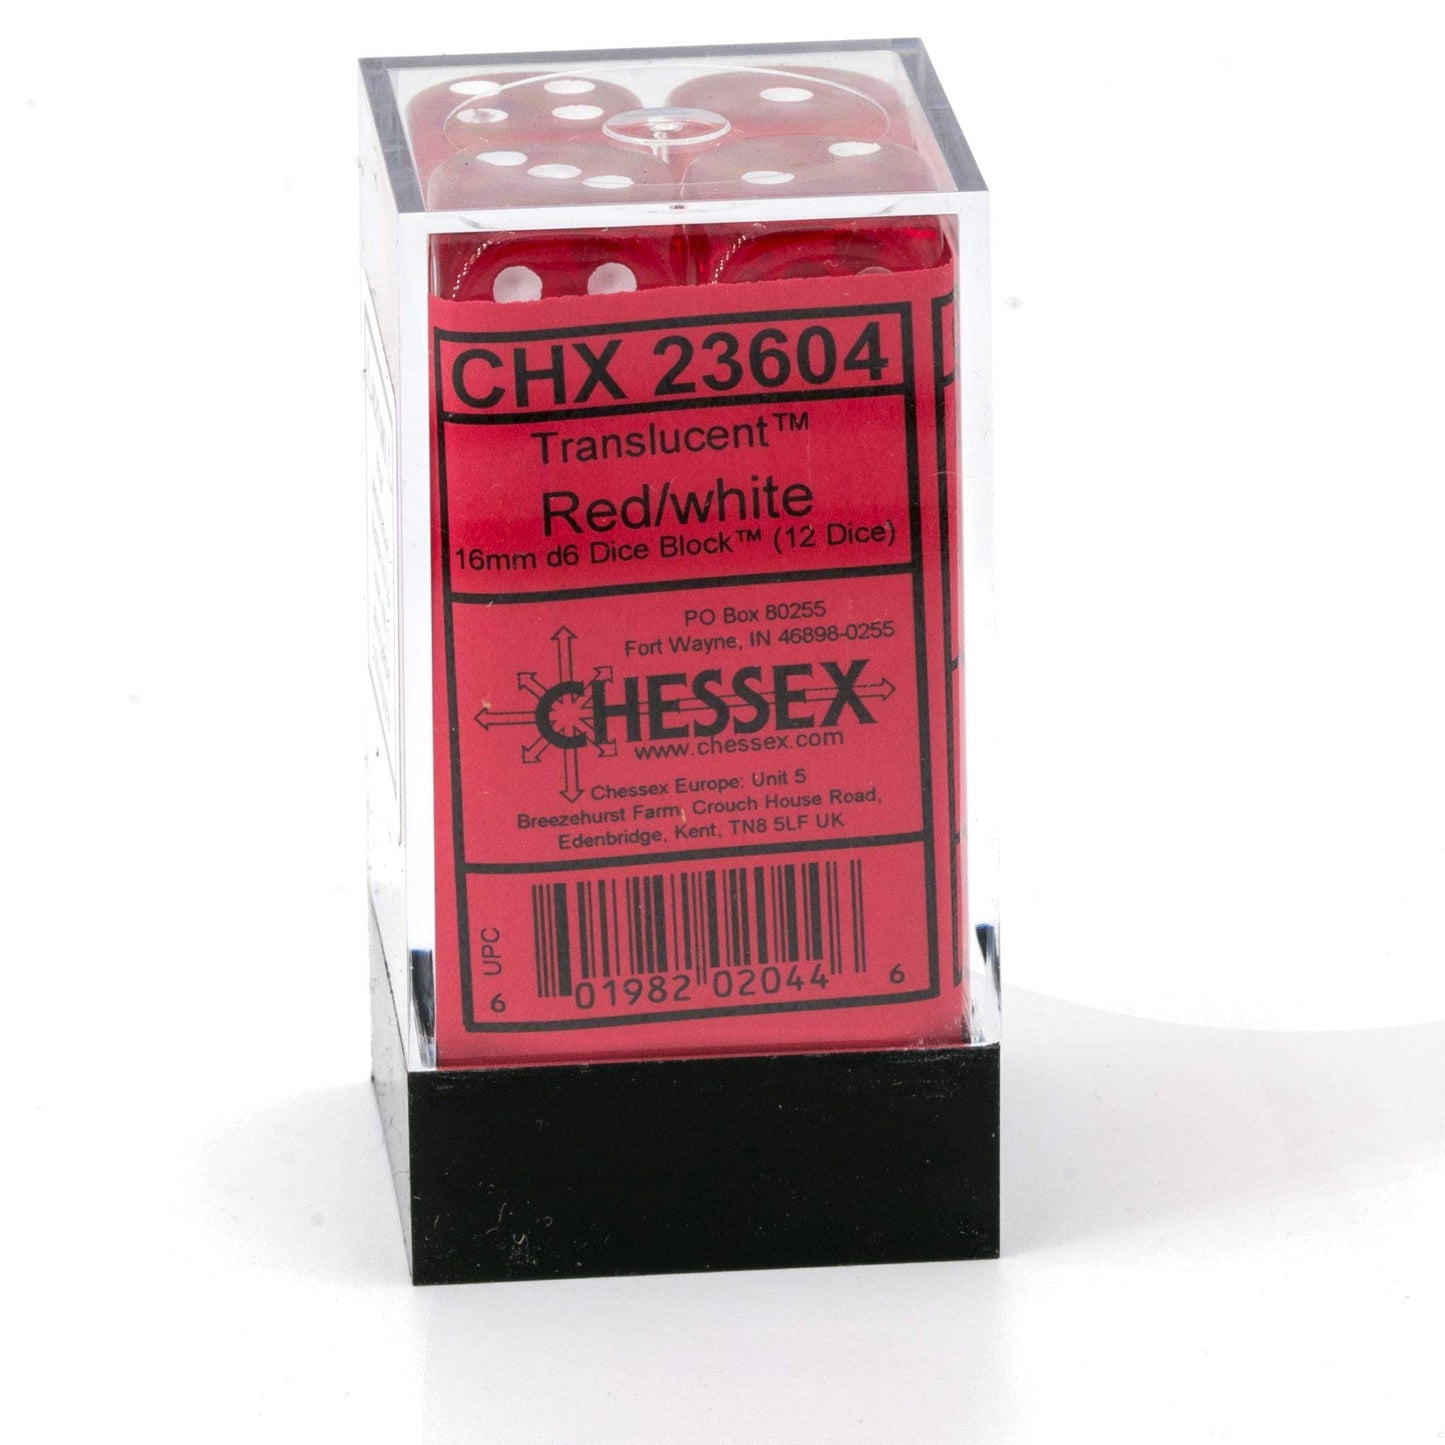 CHX 23604
Translucent™
Red/white
16mm d6 Dice Block™ (12 Dice)
PO Box 80255
Fort Wayne, IN 46898-0255
CHESSEX
www.chessex.com
Chessex Europe: Unit 5
Breezehurst Farm, Crouch House Road,
Edenbridge, Kent, TN8 5LF UK
UPC
6 01982 02044 6